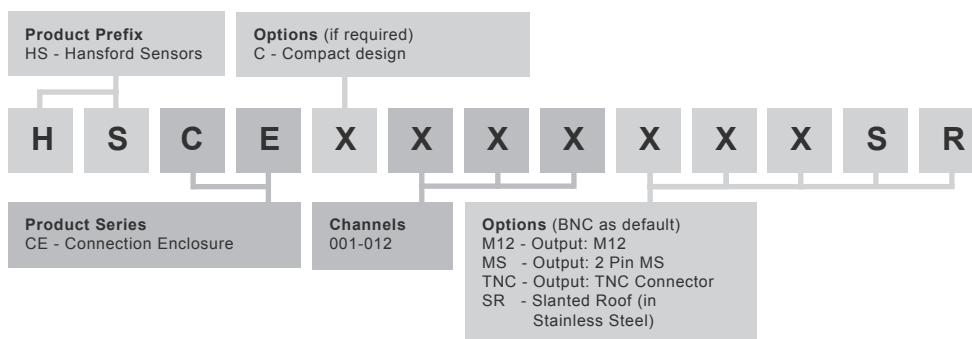 Product Prefix
HS - Hansford Sensors
Options (if required)
C - Compact design
H S C E X X X X X X X S R
Product Series
CE - Connection Enclosure
Channels
001-012
Options (BNC as default)
M12 - Output: M12
MS - Output: 2 Pin MS
TNC - Output: TNC Connector
SR - Slanted Roof (in
Stainless Steel)